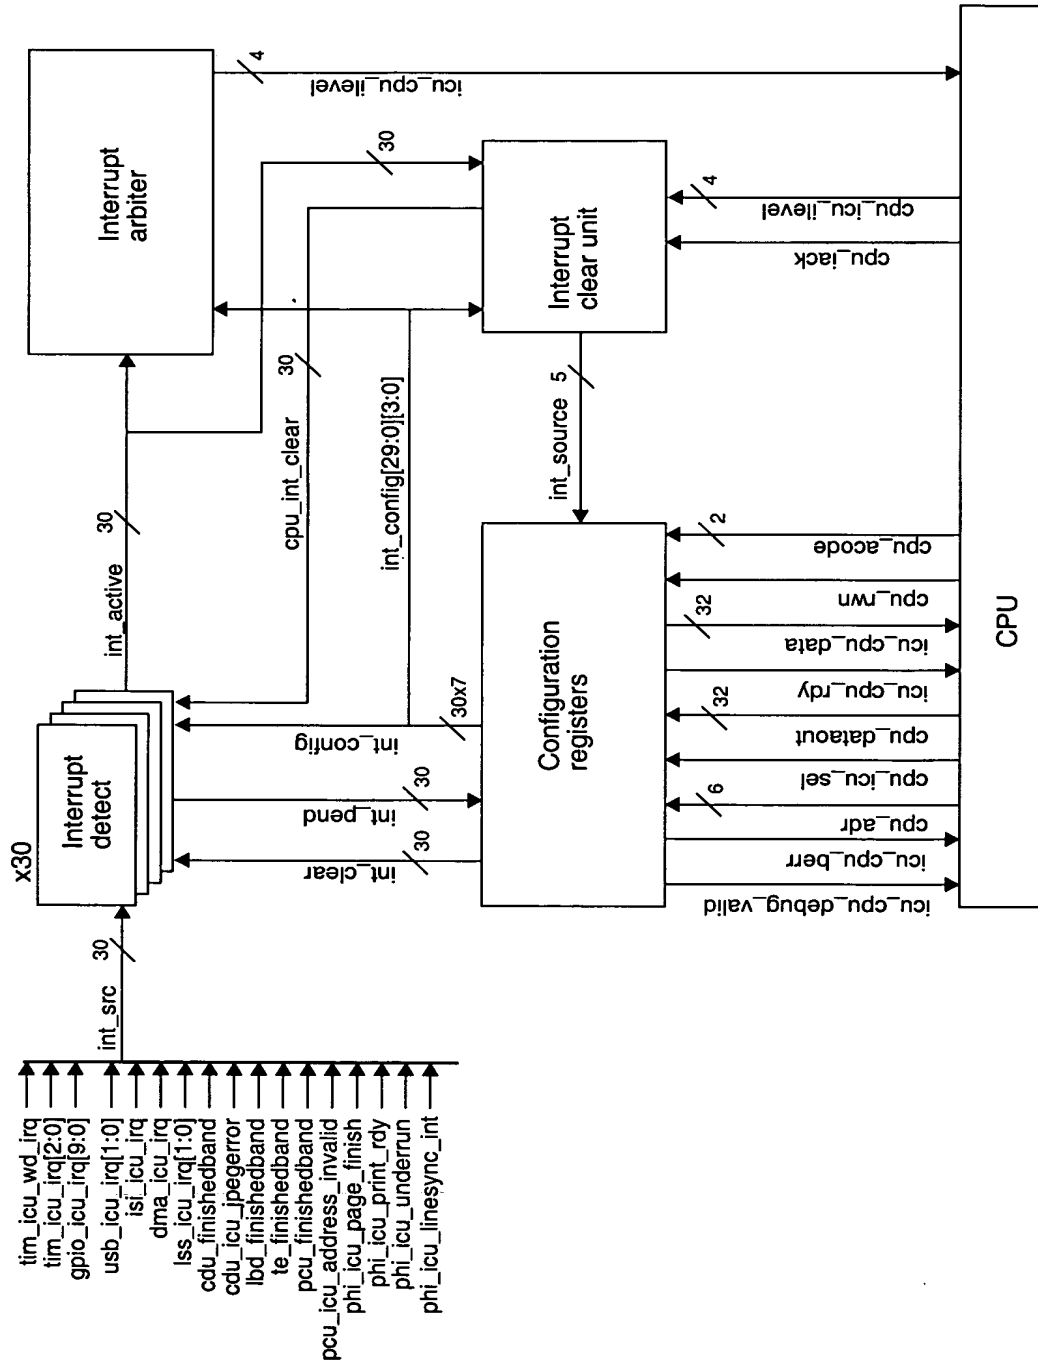 tim_icu_wd_irq
tim_icu_irq[2:0]
gpio_icu_irq[9:0]
usb_icu_irq[1:0]
isi_icu_irq
dma_icu_irq
lss_icu_irq[1:0]
cdu_finishedband
cdu_icu_jpegerror
lbd_finishedband
te_finishedband
pcu_finishedband
pcu_icu_address_invalid
phi_icu_page_finish
phi_icu_print_rdy
phi_icu_underrun
phi_icu_linesync_int
int_src
30
x30
Interrupt
detect
int_active
30
Interrupt
arbiter
4
icu_cpu_ilevel
30
30
cpu_int_clear
int_config[29:0][3:0]
int_clear
30
int_pend
30
int_config
30x7
Interrupt
clear unit
int_source
5
Configuration
registers
cpu_icu_ilevel
4
cpu_iack
cpu_acode
2
cpu_rwn
icu_cpu_data
32
icu_cpu_rdy
cpu_dataout
32
cpu_icu_sel
cpu_adr
6
icu_cpu_berr
icu_cpu_debug_valid
CPU